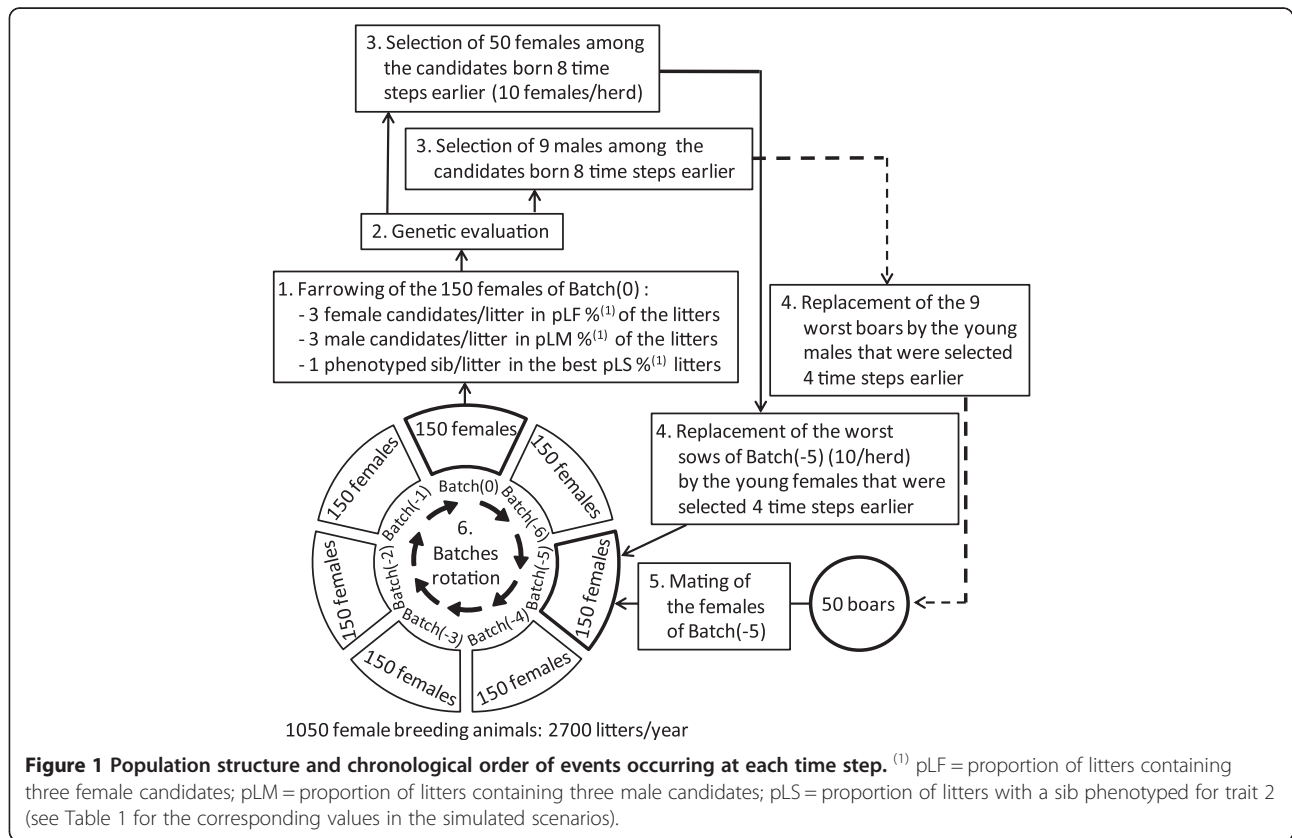 3. Selection of 50 females among
the candidates born 8 time
steps earlier (10 females/herd)
3. Selection of 9 males among the
candidates born 8 time steps earlier
2. Genetic evaluation
1. Farrowing of the 150 females of Batch(0) :
- 3 female candidates/litter in pLF %(1) of the litters
- 3 male candidates/litter in pLM %(1) of the litters
- 1 phenotyped sib/litter in the best pLS %(1) litters
4. Replacement of the 9
worst boars by the young
males that were selected
4 time steps earlier
4. Replacement of the worst
sows of Batch(-5) (10/herd)
by the young females that were
selected 4 time steps earlier
150 females
150 females
150 females
150 females
150 females
150 females
150 females
Batch(0)
Batch(-6)
Batch(-5)
Batch(-4)
Batch(-3)
Batch(-2)
Batch(-1)
6.
Batches
rotation
5. Mating of
the females
of Batch(-5)
50 boars
1050 female breeding animals: 2700 litters/year
Figure 1 Population structure and chronological order of events occurring at each time step. (1) pLF = proportion of litters containing
three female candidates; pLM = proportion of litters containing three male candidates; pLS = proportion of litters with a sib phenotyped for trait 2
(see Table 1 for the corresponding values in the simulated scenarios).